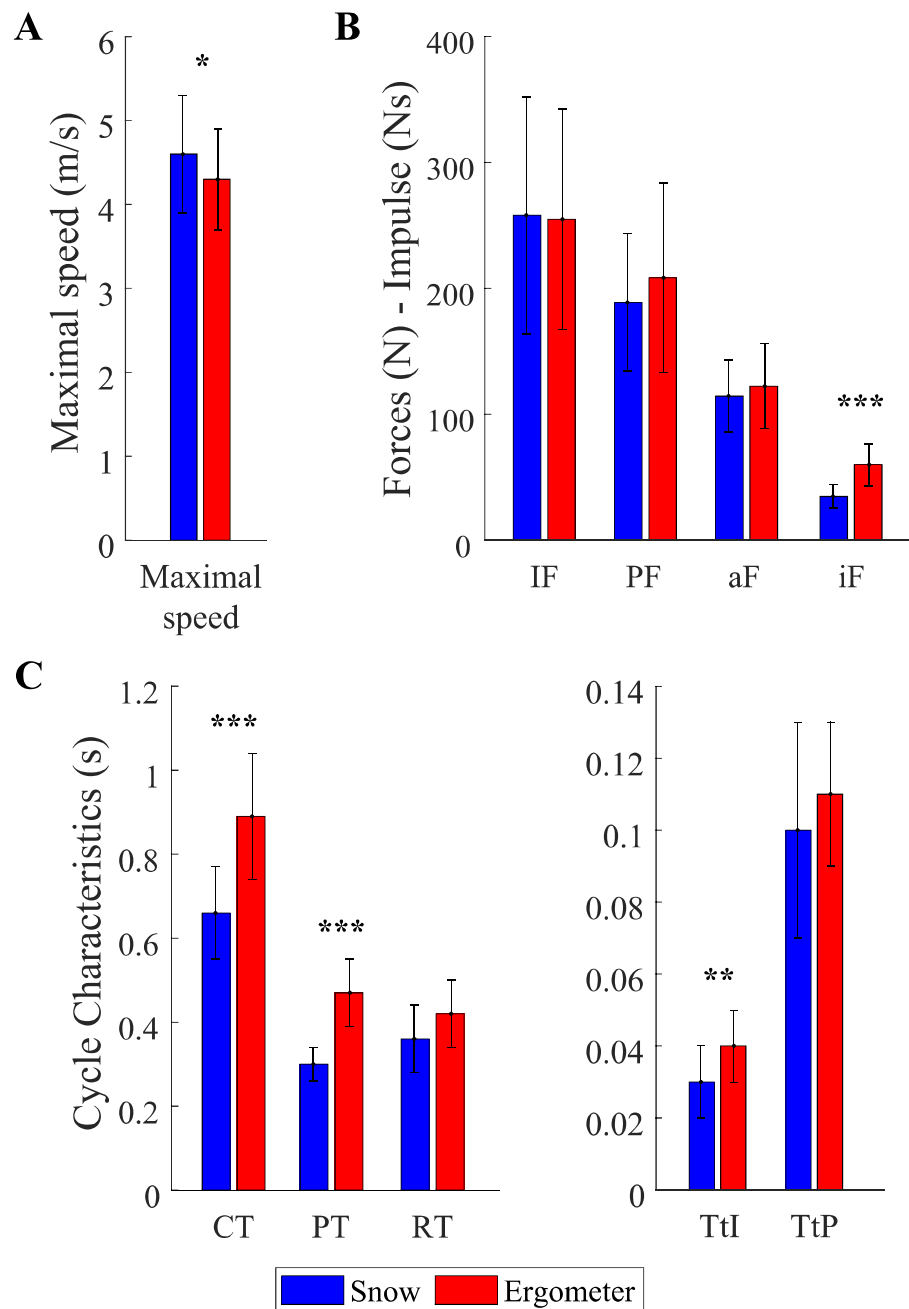 A
Maximal speed (m/s)
6
5
4
3
2
1
0
*
Maximal
speed
B
Forces (N) - Impulse (Ns)
400
300
200
100
0
***
IF
PF
aF
iF
C
Cycle Characteristics (s)
1.2
1
0.8
0.6
0.4
0.2
0
***
***
CT
PT
RT
0.14
0.12
0.1
0.08
0.06
0.04
0.02
0
**
TtI
TtP
Snow
Ergometer